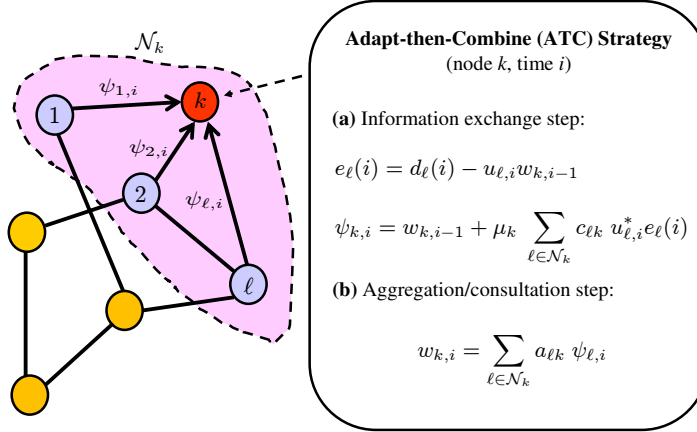 𝒩_k
ψ_{1,i}
k
1
ψ_{2,i}
2
ψ_{ℓ,i}
ℓ
Adapt-then-Combine (ATC) Strategy
(node k, time i)
(a) Information exchange step:
e_ℓ(i) = d_ℓ(i) − u_{ℓ,i}w_{k,i−1}
ψ_{k,i} = w_{k,i−1} + μ_k ∑_{ℓ∈𝒩_k} c_{ℓk} u*_{ℓ,i}e_ℓ(i)
(b) Aggregation/consultation step:
w_{k,i} = ∑_{ℓ∈𝒩_k} a_{ℓk} ψ_{ℓ,i}